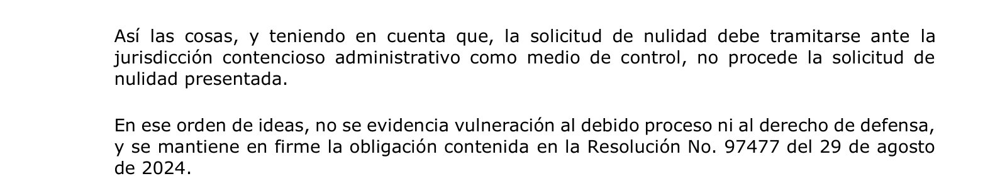 Así las cosas, y teniendo en cuenta que, la solicitud de nulidad debe tramitarse ante la
jurisdicción contencioso administrativo como medio de control, no procede la solicitud de
nulidad presentada.
En ese orden de ideas, no se evidencia vulneración al debido proceso ni al derecho de defensa,
y se mantiene en firme la obligación contenida en la Resolución No. 97477 del 29 de agosto
de 2024.